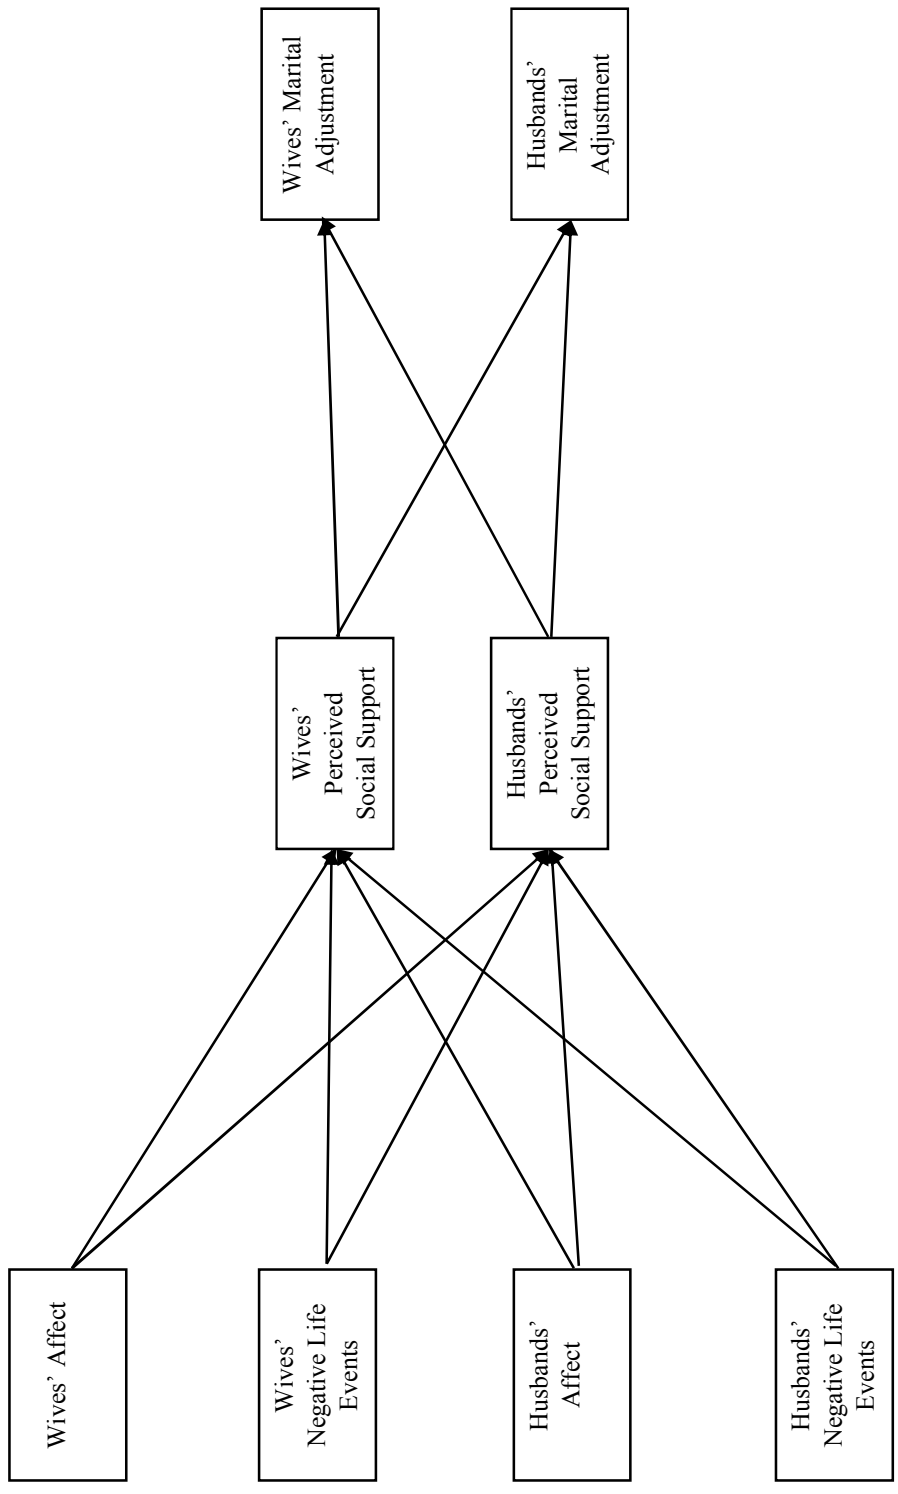 Wives’ Affect
Wives’
Negative Life
Events
Husbands’
Affect
Husbands’
Negative Life
Events
Wives’
Perceived
Social Support
Husbands’
Perceived
Social Support
Wives’ Marital
Adjustment
Husbands’
Marital
Adjustment